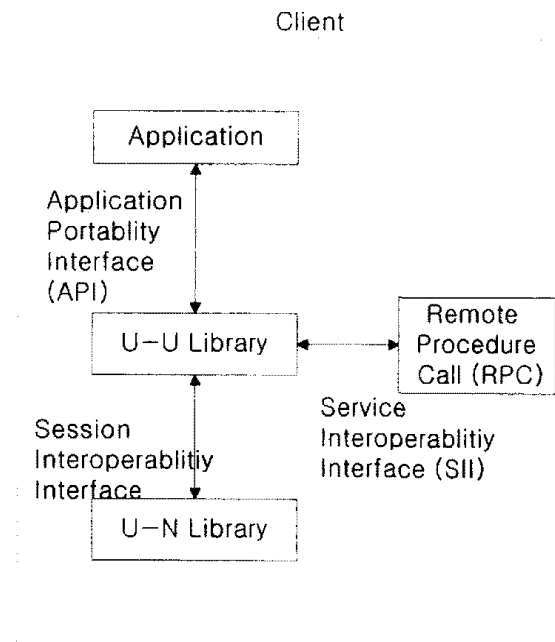 Client
Application
Application
Portablity
Interface
(API)
U-U Library
Remote
Procedure
Call (RPC)
Session
Interoperablitiy
Interface
Service
Interoperablitiy
Interface (SII)
U-N Library